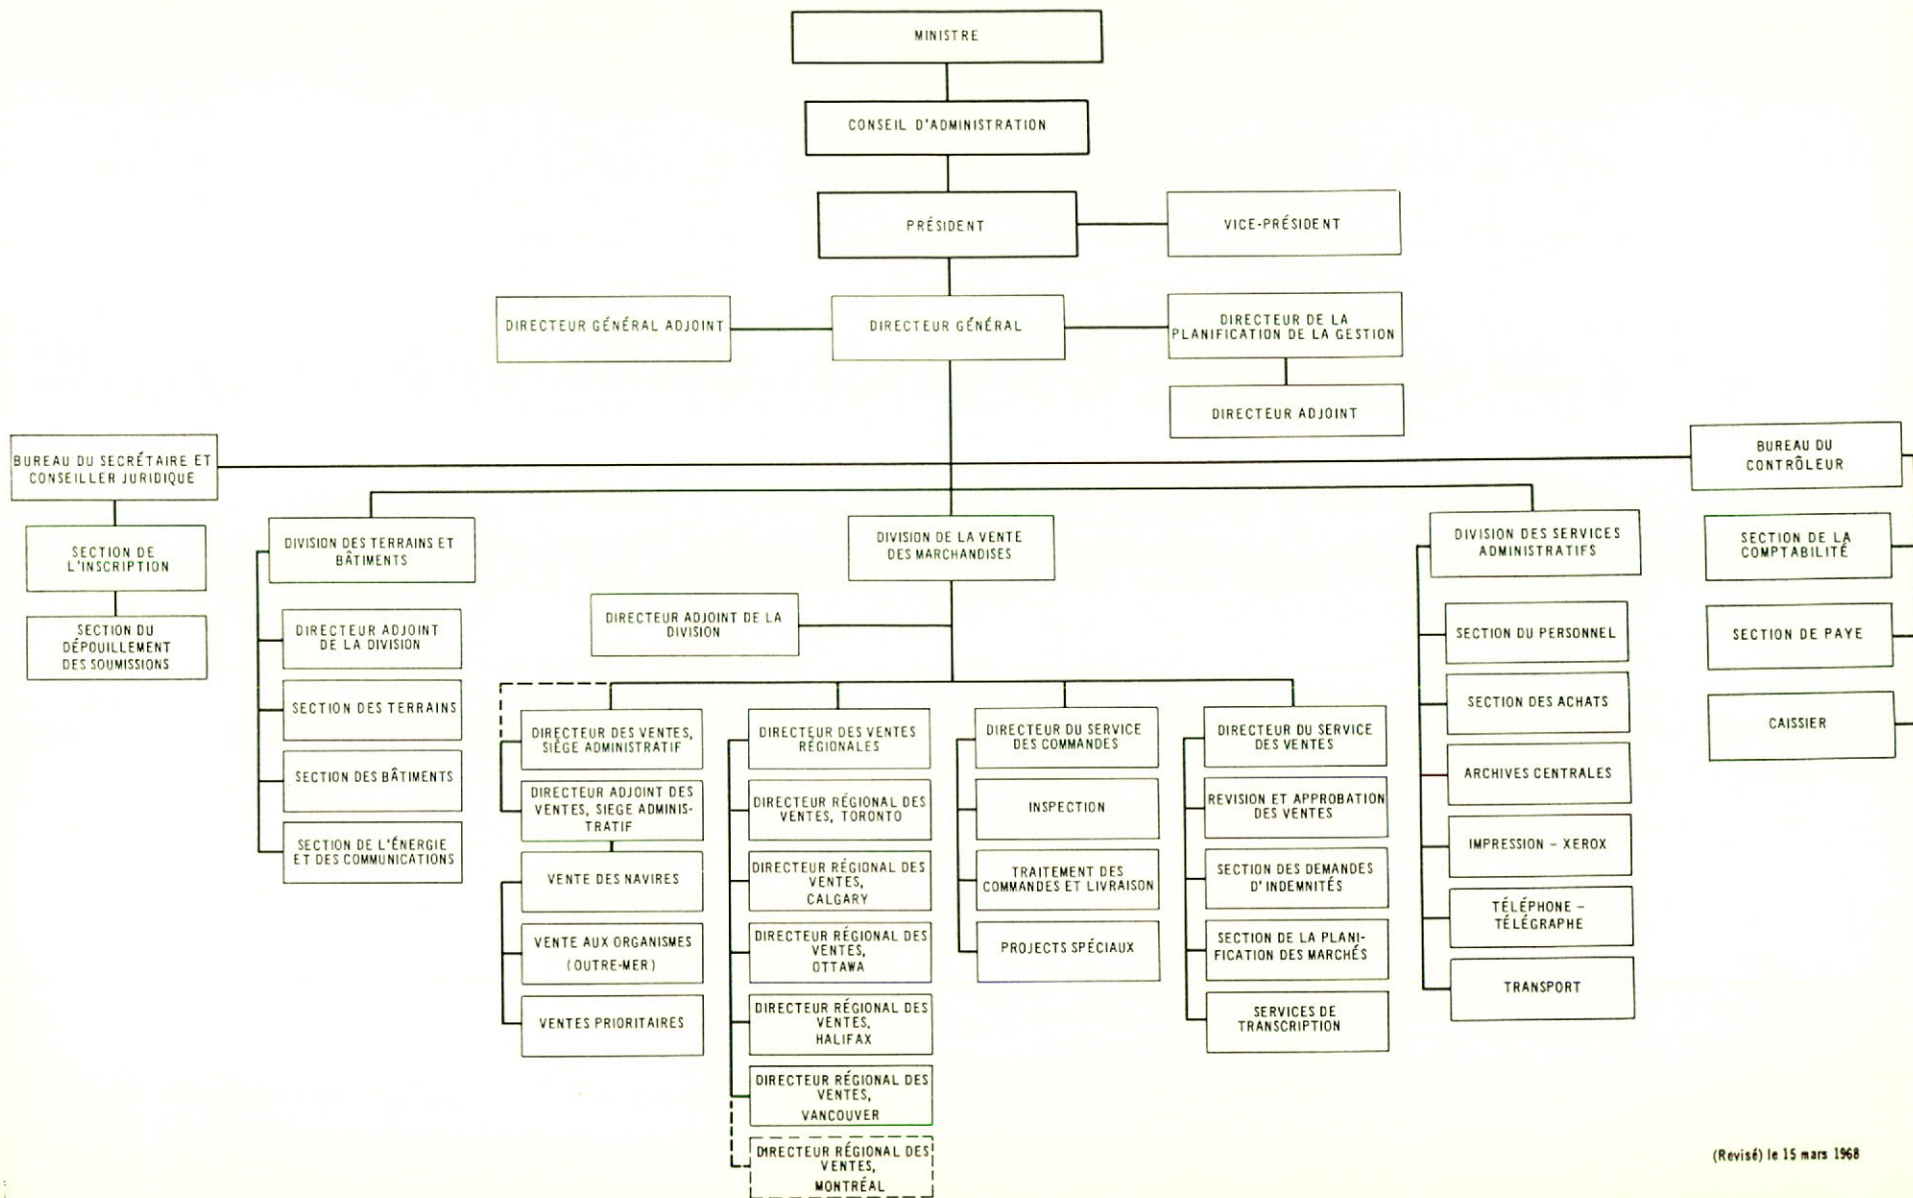 MINISTRE
CONSEIL D'ADMINISTRATION
PRÉSIDENT
VICE-PRÉSIDENT
DIRECTEUR GÉNÉRAL ADJOINT
DIRECTEUR GÉNÉRAL
DIRECTEUR DE LA
PLANIFICATION DE LA GESTION
DIRECTEUR ADJOINT
BUREAU DU SECRÉTAIRE ET
CONSEILLER JURIDIQUE
SECTION DE
L'INSCRIPTION
SECTION DU
DÉPOUILLEMENT
DES SOUMISSIONS
DIVISION DES TERRAINS ET
BÂTIMENTS
DIRECTEUR ADJOINT
DE LA DIVISION
SECTION DES TERRAINS
SECTION DES BÂTIMENTS
SECTION DE L'ÉNERGIE
ET DES COMMUNICATIONS
DIVISION DE LA VENTE
DES MARCHANDISES
DIRECTEUR ADJOINT DE LA
DIVISION
DIRECTEUR DES VENTES,
SIÈGE ADMINISTRATIF
DIRECTEUR ADJOINT DES
VENTES, SIEGE ADMINIS-
TRATIF
VENTE DES NAVIRES
VENTE AUX ORGANISMES
(OUTRE-MER)
VENTES PRIORITAIRES
DIRECTEUR DES VENTES
RÉGIONALES
DIRECTEUR RÉGIONAL DES
VENTES, TORONTO
DIRECTEUR RÉGIONAL DES
VENTES,
CALGARY
DIRECTEUR RÉGIONAL DES
VENTES,
OTTAWA
DIRECTEUR RÉGIONAL DES
VENTES,
HALIFAX
DIRECTEUR RÉGIONAL DES
VENTES,
VANCOUVER
DIRECTEUR RÉGIONAL DES
VENTES,
MONTRÉAL
DIRECTEUR DU SERVICE
DES COMMANDES
INSPECTION
TRAITEMENT DES
COMMANDES ET LIVRAISON
PROJECTS SPÉCIAUX
DIRECTEUR DU SERVICE
DES VENTES
REVISION ET APPROBATION
DES VENTES
SECTION DES DEMANDES
D'INDEMNITÉS
SECTION DE LA PLANI-
FICATION DES MARCHÉS
SERVICES DE
TRANSCRIPTION
DIVISION DES SERVICES
ADMINISTRATIFS
SECTION DU PERSONNEL
SECTION DES ACHATS
ARCHIVES CENTRALES
IMPRESSION – XEROX
TÉLÉPHONE –
TÉLÉGRAPHE
TRANSPORT
BUREAU DU
CONTRÔLEUR
SECTION DE LA
COMPTABILITÉ
SECTION DE PAYE
CAISSIER
(Revisé) le 15 mars 1968